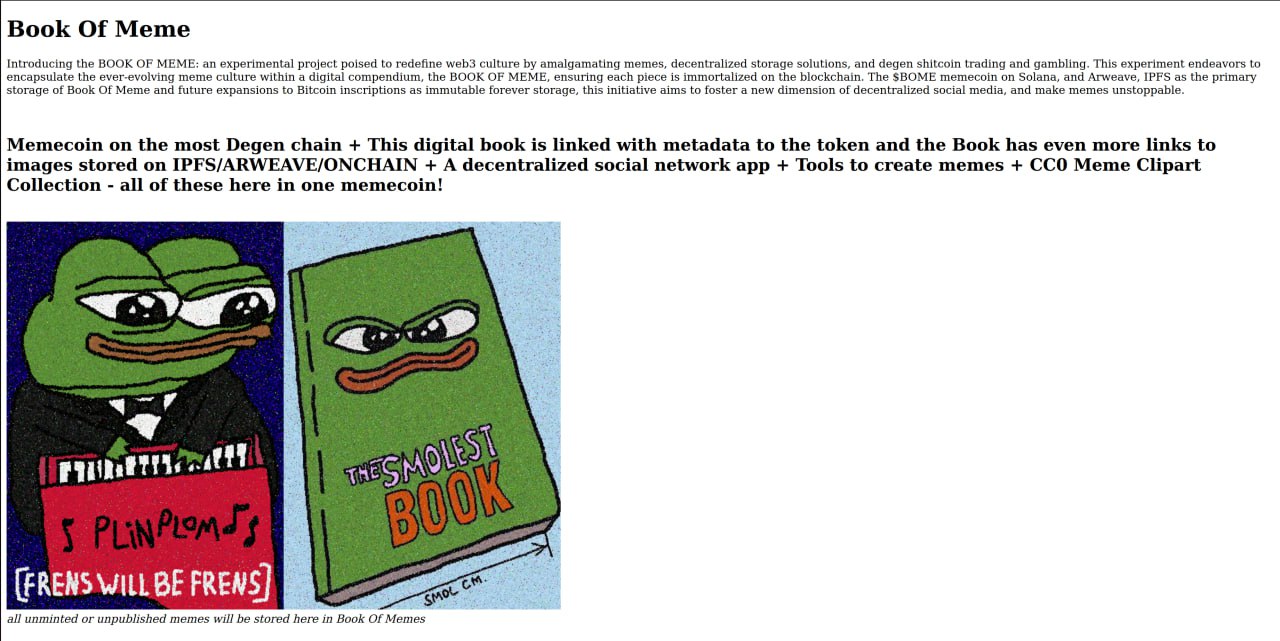 Book Of Meme
Introducing the BOOK OF MEME: an experimental project poised to redefine web3 culture by amalgamating memes, decentralized storage solutions, and degen shitcoin trading and gambling. This experiment endeavors to
encapsulate the ever-evolving meme culture within a digital compendium, the BOOK OF MEME, ensuring each piece is immortalized on the blockchain. The $BOME memecoin on Solana, and Arweave, IPFS as the primary
storage of Book Of Meme and future expansions to Bitcoin inscriptions as immutable forever storage, this initiative aims to foster a new dimension of decentralized social media, and make memes unstoppable.
Memecoin on the most Degen chain + This digital book is linked with metadata to the token and the Book has even more links to
images stored on IPFS/ARWEAVE/ONCHAIN + A decentralized social network app + Tools to create memes + CC0 Meme Clipart
Collection - all of these here in one memecoin!
PLiN PLOM
[FRENS WILL BE FRENS]
THE SMOLEST
BOOK
SMOL CM.
all unminted or unpublished memes will be stored here in Book Of Memes